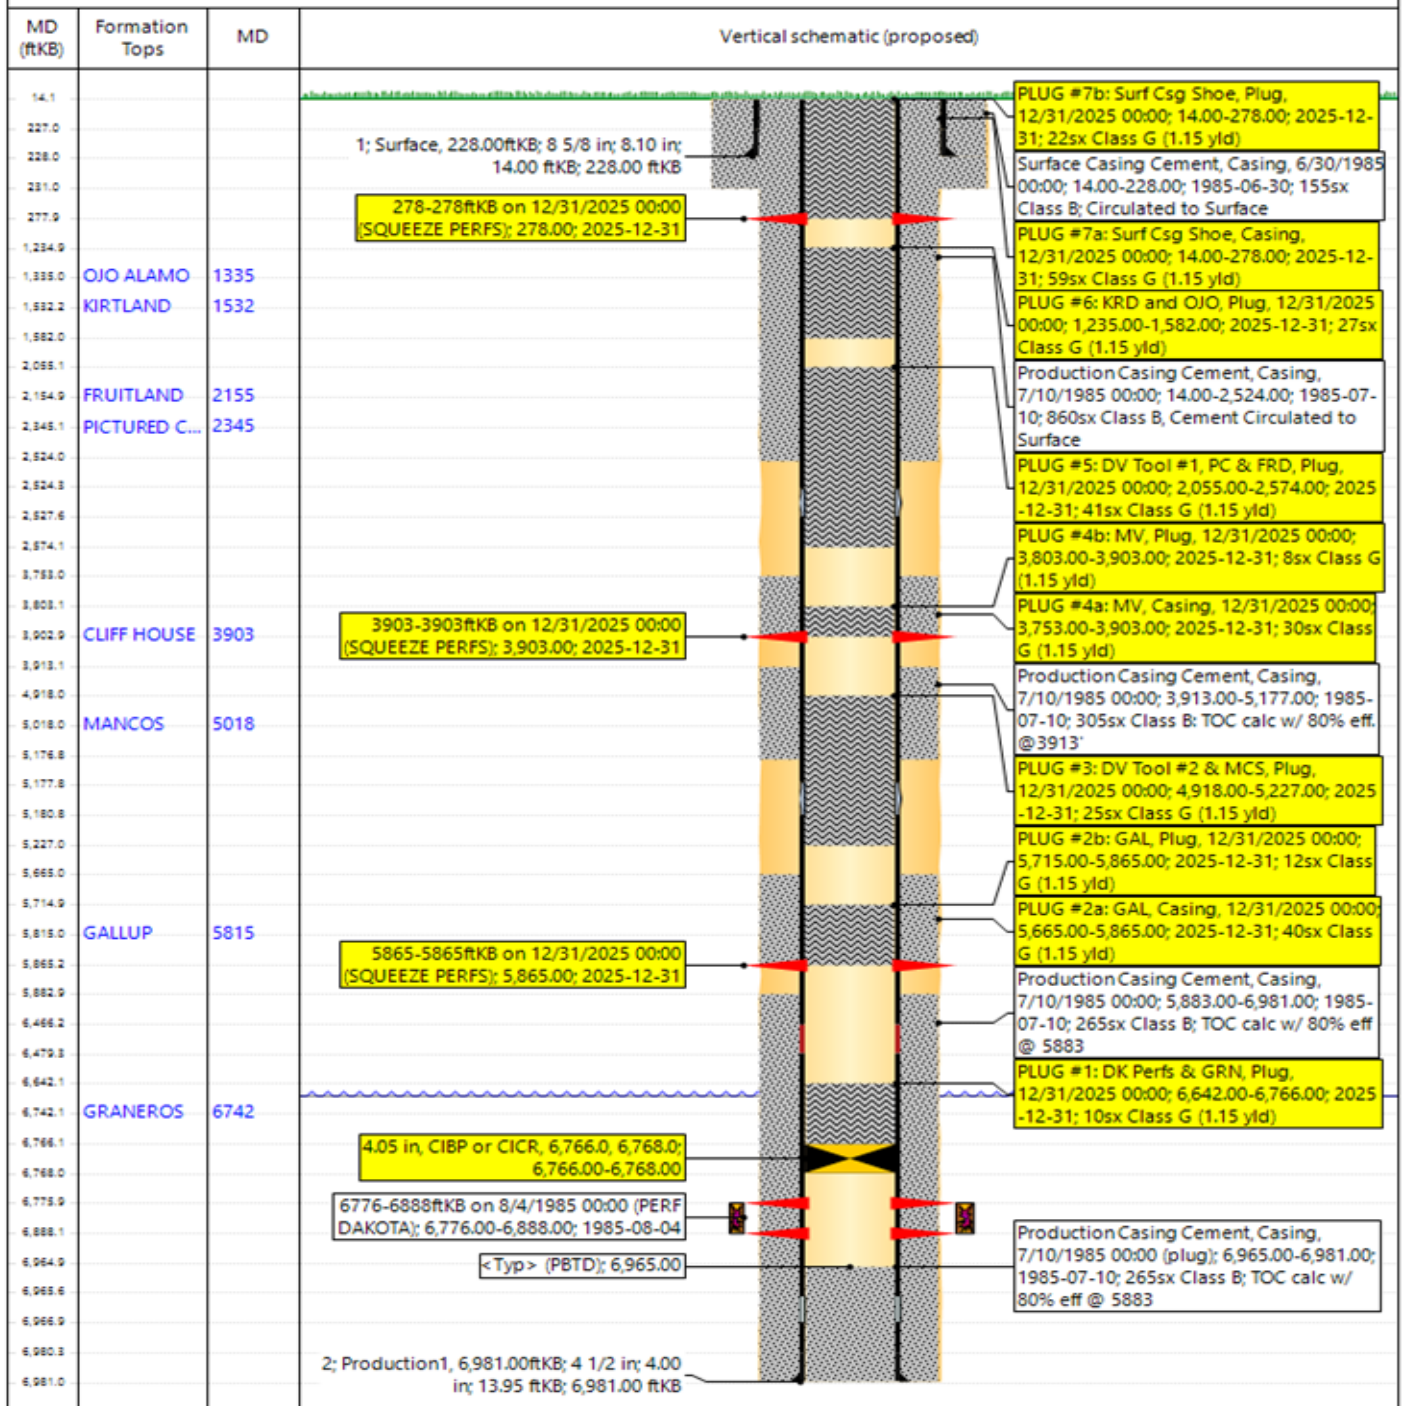 MD
(ftKB)
Formation
Tops
MD
Vertical schematic (proposed)
14.1
227.0
228.0
231.0
277.9
1,234.9
1,335.0
1,532.2
1,582.0
2,055.1
2,154.9
2,345.1
2,524.0
2,524.3
2,527.6
2,574.1
3,753.0
3,803.1
3,902.9
3,913.1
4,918.0
5,018.0
5,176.8
5,177.8
5,180.8
5,227.0
5,665.0
5,714.9
5,815.0
5,865.2
5,882.9
6,466.2
6,479.3
6,642.1
6,742.1
6,766.1
6,768.0
6,775.9
6,888.1
6,964.9
6,965.6
6,966.9
6,980.3
6,981.0
OJO ALAMO 1335
KIRTLAND 1532
FRUITLAND 2155
PICTURED C... 2345
CLIFF HOUSE 3903
MANCOS 5018
GALLUP 5815
GRANEROS 6742
1; Surface, 228.00ftKB; 8 5/8 in; 8.10 in;
14.00 ftKB; 228.00 ftKB
278-278ftKB on 12/31/2025 00:00
(SQUEEZE PERFS); 278.00; 2025-12-31
3903-3903ftKB on 12/31/2025 00:00
(SQUEEZE PERFS); 3,903.00; 2025-12-31
5865-5865ftKB on 12/31/2025 00:00
(SQUEEZE PERFS); 5,865.00; 2025-12-31
4.05 in, CIBP or CICR, 6,766.0, 6,768.0;
6,766.00-6,768.00
6776-6888ftKB on 8/4/1985 00:00 (PERF
DAKOTA); 6,776.00-6,888.00; 1985-08-04
<Typ> (PBTD); 6,965.00
2; Production1, 6,981.00ftKB; 4 1/2 in; 4.00
in; 13.95 ftKB; 6,981.00 ftKB
PLUG #7b: Surf Csg Shoe, Plug,
12/31/2025 00:00; 14.00-278.00; 2025-12-
31; 22sx Class G (1.15 yld)
Surface Casing Cement, Casing, 6/30/1985
00:00; 14.00-228.00; 1985-06-30; 155sx
Class B; Circulated to Surface
PLUG #7a: Surf Csg Shoe, Casing,
12/31/2025 00:00; 14.00-278.00; 2025-12-
31; 59sx Class G (1.15 yld)
PLUG #6: KRD and OJO, Plug, 12/31/2025
00:00; 1,235.00-1,582.00; 2025-12-31; 27sx
Class G (1.15 yld)
Production Casing Cement, Casing,
7/10/1985 00:00; 14.00-2,524.00; 1985-07-
10; 860sx Class B, Cement Circulated to
Surface
PLUG #5: DV Tool #1, PC & FRD, Plug,
12/31/2025 00:00; 2,055.00-2,574.00; 2025
-12-31; 41sx Class G (1.15 yld)
PLUG #4b: MV, Plug, 12/31/2025 00:00;
3,803.00-3,903.00; 2025-12-31; 8sx Class G
(1.15 yld)
PLUG #4a: MV, Casing, 12/31/2025 00:00;
3,753.00-3,903.00; 2025-12-31; 30sx Class
G (1.15 yld)
Production Casing Cement, Casing,
7/10/1985 00:00; 3,913.00-5,177.00; 1985-
07-10; 305sx Class B: TOC calc w/ 80% eff.
@3913'
PLUG #3: DV Tool #2 & MCS, Plug,
12/31/2025 00:00; 4,918.00-5,227.00; 2025
-12-31; 25sx Class G (1.15 yld)
PLUG #2b: GAL, Plug, 12/31/2025 00:00;
5,715.00-5,865.00; 2025-12-31; 12sx Class
G (1.15 yld)
PLUG #2a: GAL, Casing, 12/31/2025 00:00;
5,665.00-5,865.00; 2025-12-31; 40sx Class
G (1.15 yld)
Production Casing Cement, Casing,
7/10/1985 00:00; 5,883.00-6,981.00; 1985-
07-10; 265sx Class B; TOC calc w/ 80% eff
@ 5883
PLUG #1: DK Perfs & GRN, Plug,
12/31/2025 00:00; 6,642.00-6,766.00; 2025
-12-31; 10sx Class G (1.15 yld)
Production Casing Cement, Casing,
7/10/1985 00:00 (plug); 6,965.00-6,981.00;
1985-07-10; 265sx Class B; TOC calc w/
80% eff @ 5883